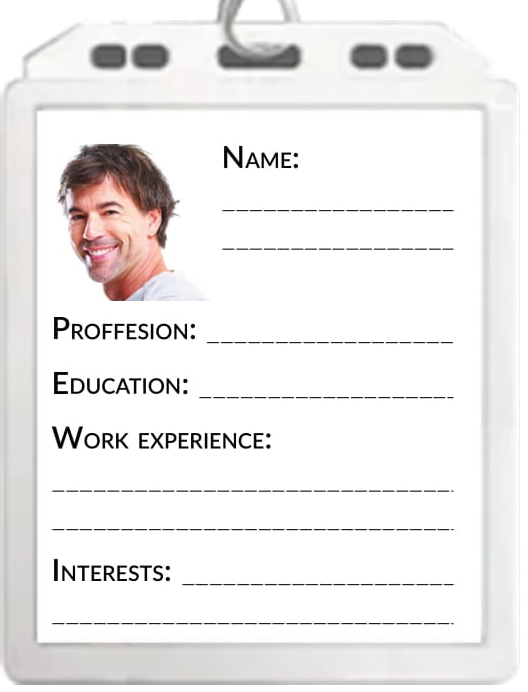 Name:
Proffesion:
Education:
Work experience:
Interests: